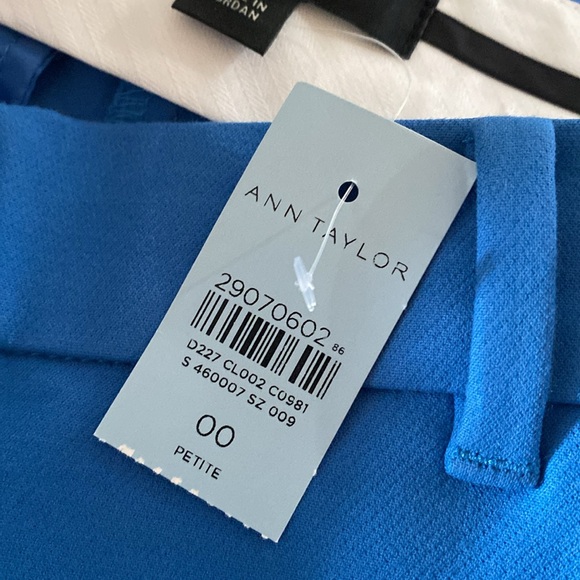 IN
JORDAN
ANN TAYLOR
29070602 86
D227 CL002 C0981
S 460007 SZ 009
00
PETITE